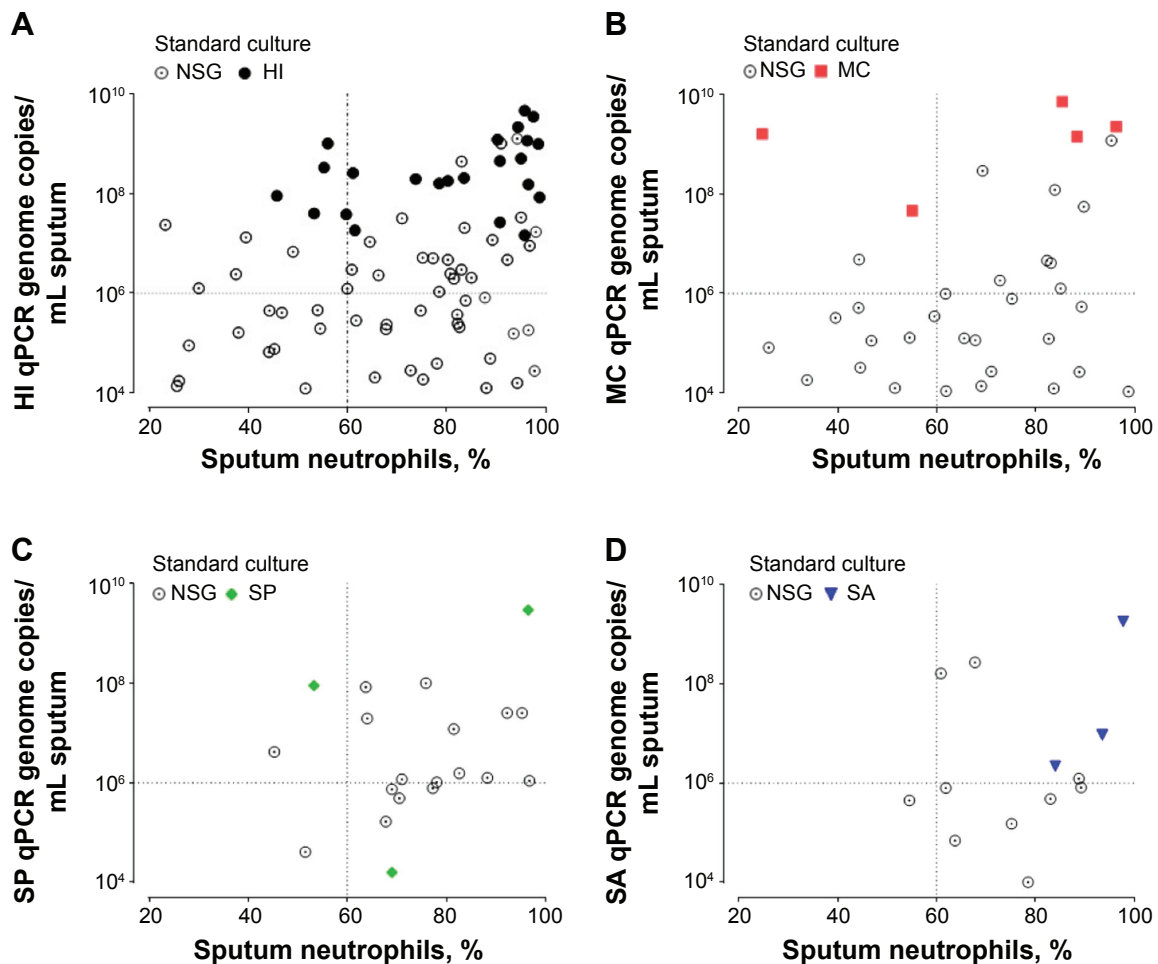 A
Standard culture
NSG HI
HI qPCR genome copies/
mL sputum
10^10
10^8
10^6
10^4
20 40 60 80 100
Sputum neutrophils, %
B
Standard culture
NSG MC
MC qPCR genome copies/
mL sputum
10^10
10^8
10^6
10^4
20 40 60 80 100
Sputum neutrophils, %
C
Standard culture
NSG SP
SP qPCR genome copies/
mL sputum
10^10
10^8
10^6
10^4
20 40 60 80 100
Sputum neutrophils, %
D
Standard culture
NSG SA
SA qPCR genome copies/
mL sputum
10^10
10^8
10^6
10^4
20 40 60 80 100
Sputum neutrophils, %